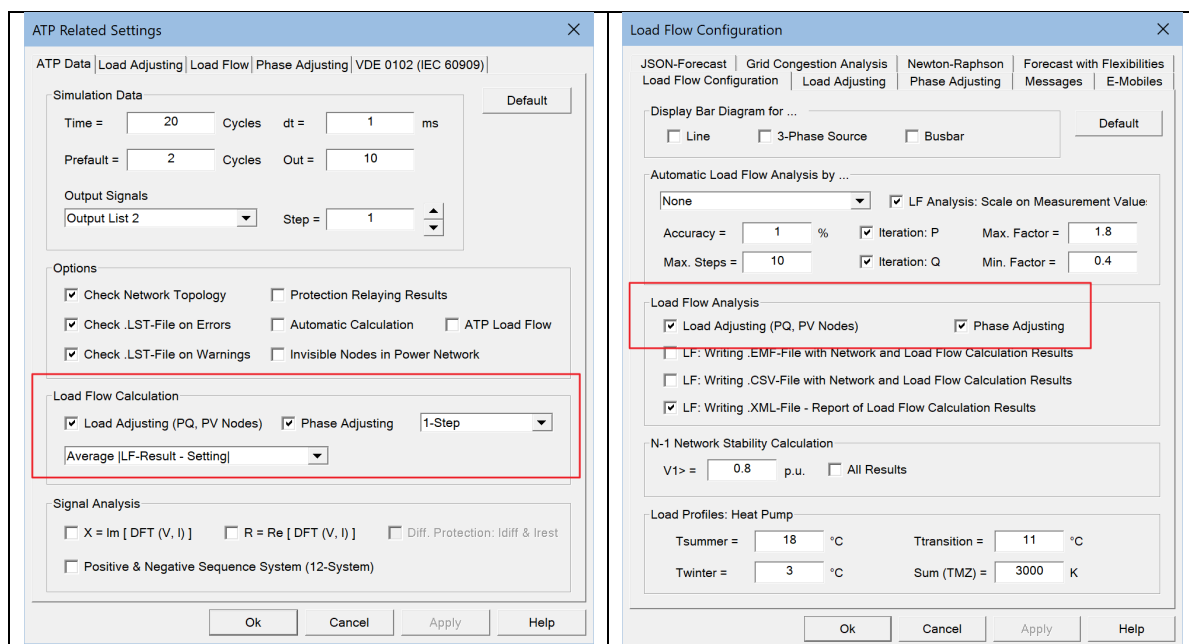 ATP Related Settings
ATP Data Load Adjusting Load Flow Phase Adjusting VDE 0102 (IEC 60909)
Simulation Data
Default
Time = 20 Cycles dt = 1 ms
Prefault = 2 Cycles Out = 10
Output Signals
Output List 2 Step = 1
Options
Check Network Topology Protection Relaying Results
Check .LST-File on Errors Automatic Calculation ATP Load Flow
Check .LST-File on Warnings Invisible Nodes in Power Network
Load Flow Calculation
Load Adjusting (PQ, PV Nodes) Phase Adjusting 1-Step
Average |LF-Result - Setting|
Signal Analysis
X = Im [ DFT (V, I) ] R = Re [ DFT (V, I) ] Diff. Protection: Idiff & Irest
Positive & Negative Sequence System (12-System)
Ok Cancel Apply Help
Load Flow Configuration
JSON-Forecast Grid Congestion Analysis Newton-Raphson Forecast with Flexibilities
Load Flow Configuration Load Adjusting Phase Adjusting Messages E-Mobiles
Display Bar Diagram for ...
Default
Line 3-Phase Source Busbar
Automatic Load Flow Analysis by ...
None LF Analysis: Scale on Measurement Value
Accuracy = 1 % Iteration: P Max. Factor = 1.8
Max. Steps = 10 Iteration: Q Min. Factor = 0.4
Load Flow Analysis
Load Adjusting (PQ, PV Nodes) Phase Adjusting
LF: Writing .EMF-File with Network and Load Flow Calculation Results
LF: Writing .CSV-File with Network and Load Flow Calculation Results
LF: Writing .XML-File - Report of Load Flow Calculation Results
N-1 Network Stability Calculation
V1> = 0.8 p.u. All Results
Load Profiles: Heat Pump
Tsummer = 18 °C Ttransition = 11 °C
Twinter = 3 °C Sum (TMZ) = 3000 K
Ok Cancel Apply Help